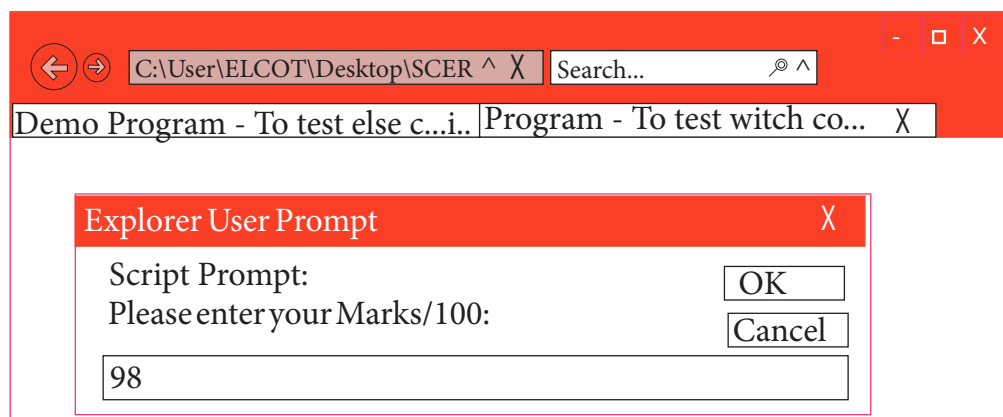 - □ X
C:\User\ELCOT\Desktop\SCER ^ X Search... ^
Demo Program - To test else c...i.. Program - To test witch co... X
Explorer User Prompt X
Script Prompt:
OK
Please enter your Marks/100:
Cancel
98